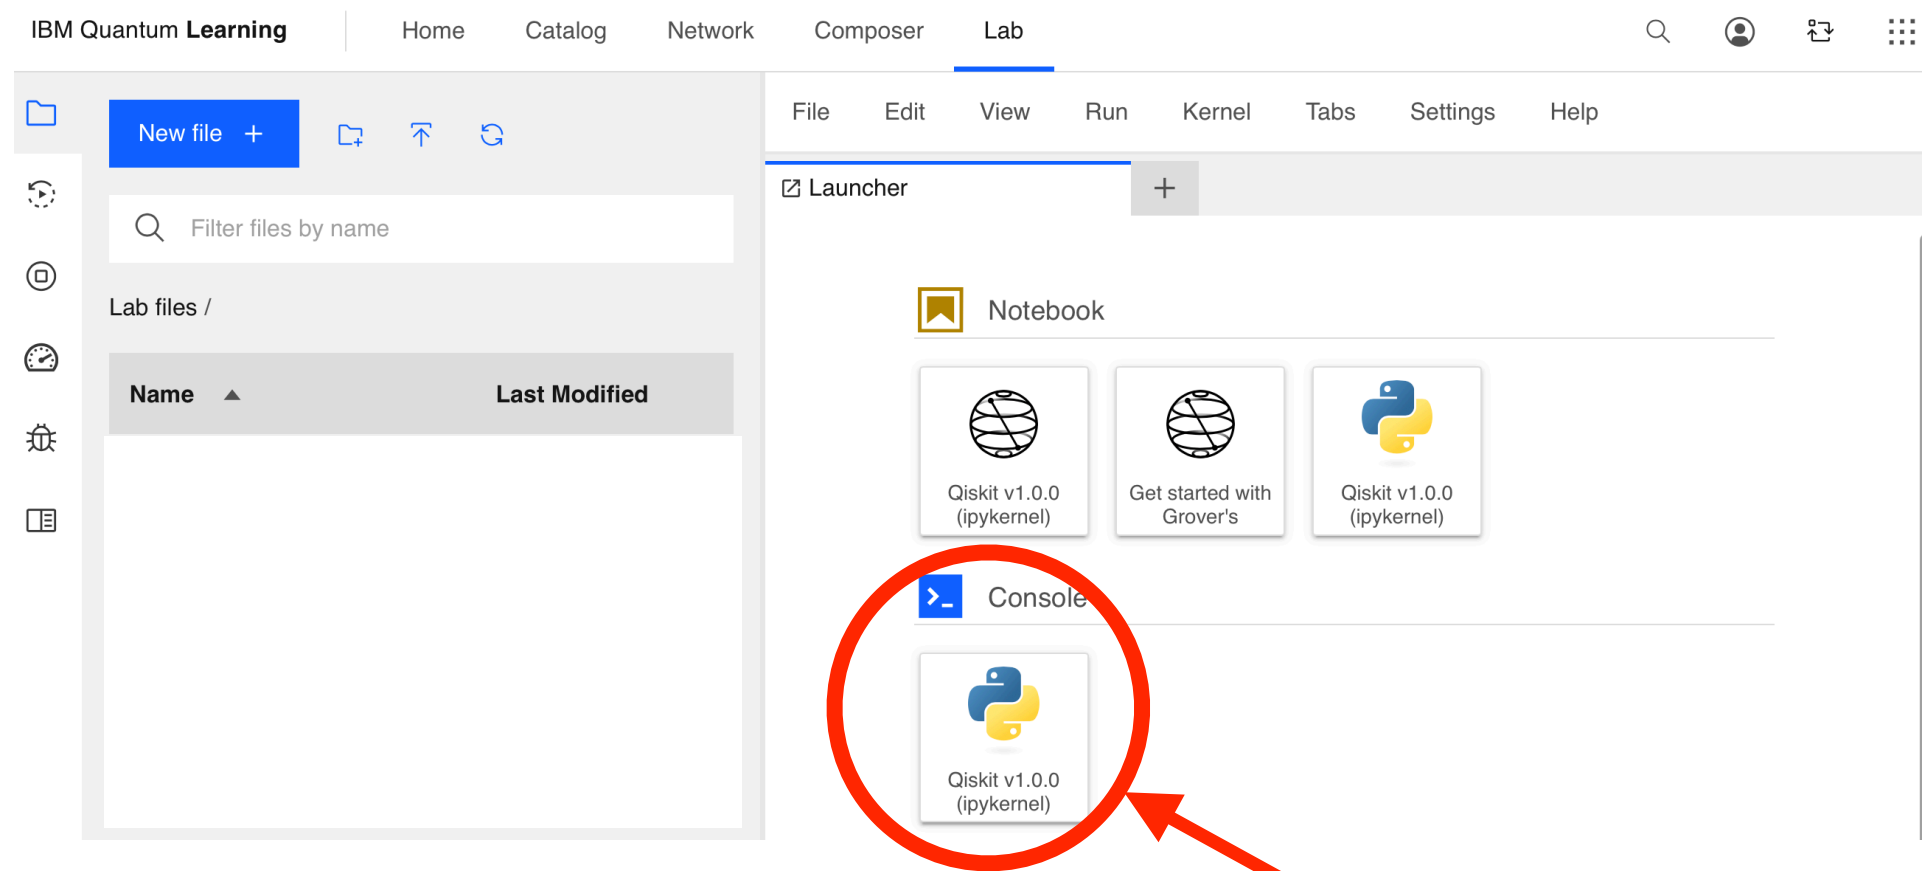 IBM Quantum Learning
Home
Catalog
Network
Composer
Lab
New file +
Filter files by name
Lab files /
Name
Last Modified
File
Edit
View
Run
Kernel
Tabs
Settings
Help
Launcher
+
Notebook
Qiskit v1.0.0
(ipykernel)
Get started with
Grover's
Qiskit v1.0.0
(ipykernel)
Console
Qiskit v1.0.0
(ipykernel)